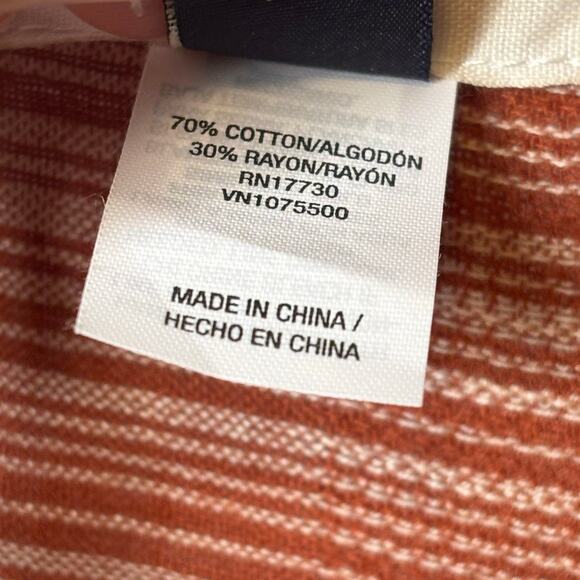 70% COTTON/ALGODÓN
30% RAYON/RAYÓN
RN17730
VN1075500
MADE IN CHINA /
HECHO EN CHINA